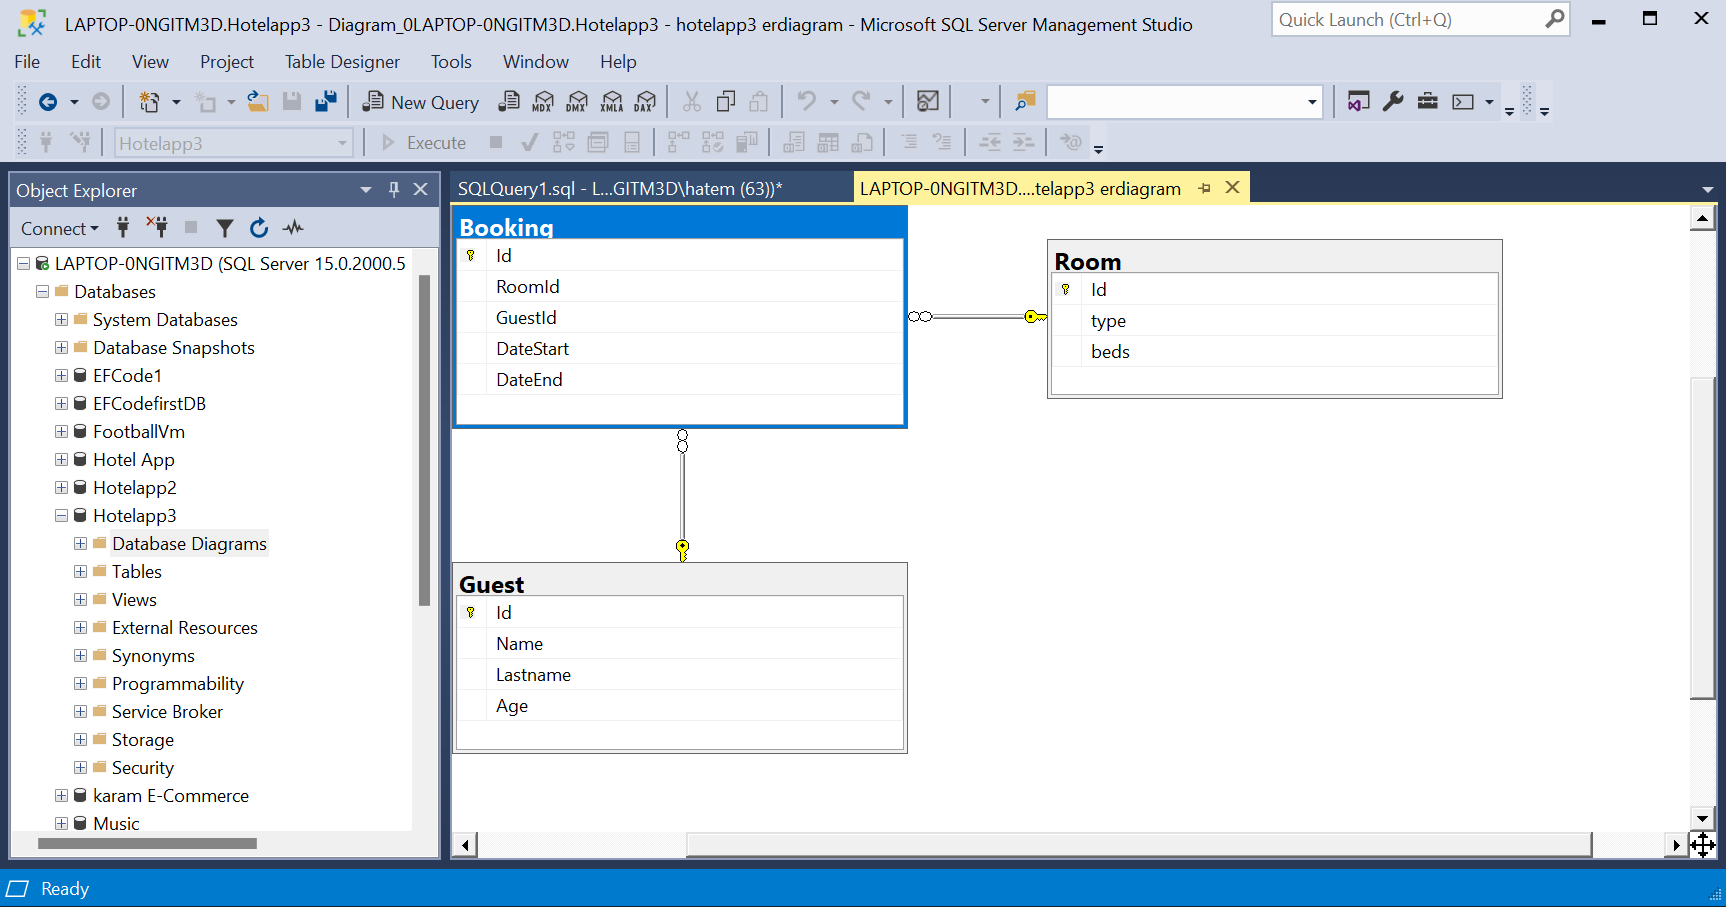 LAPTOP-0NGITM3D.Hotelapp3 - Diagram_0LAPTOP-0NGITM3D.Hotelapp3 - hotelapp3 erdiagram - Microsoft SQL Server Management Studio
Quick Launch (Ctrl+Q)
File Edit View Project Table Designer Tools Window Help
New Query MDX DMX XMLA DAX
Hotelapp3 Execute
Object Explorer
Connect
LAPTOP-0NGITM3D (SQL Server 15.0.2000.5
Databases
System Databases
Database Snapshots
EFCode1
EFCodefirstDB
FootballVm
Hotel App
Hotelapp2
Hotelapp3
Database Diagrams
Tables
Views
External Resources
Synonyms
Programmability
Service Broker
Storage
Security
karam E-Commerce
Music
SQLQuery1.sql - L...GITM3D\hatem (63))*
LAPTOP-0NGITM3D....telapp3 erdiagram
Booking
Id
RoomId
GuestId
DateStart
DateEnd
Room
Id
type
beds
Guest
Id
Name
Lastname
Age
Ready